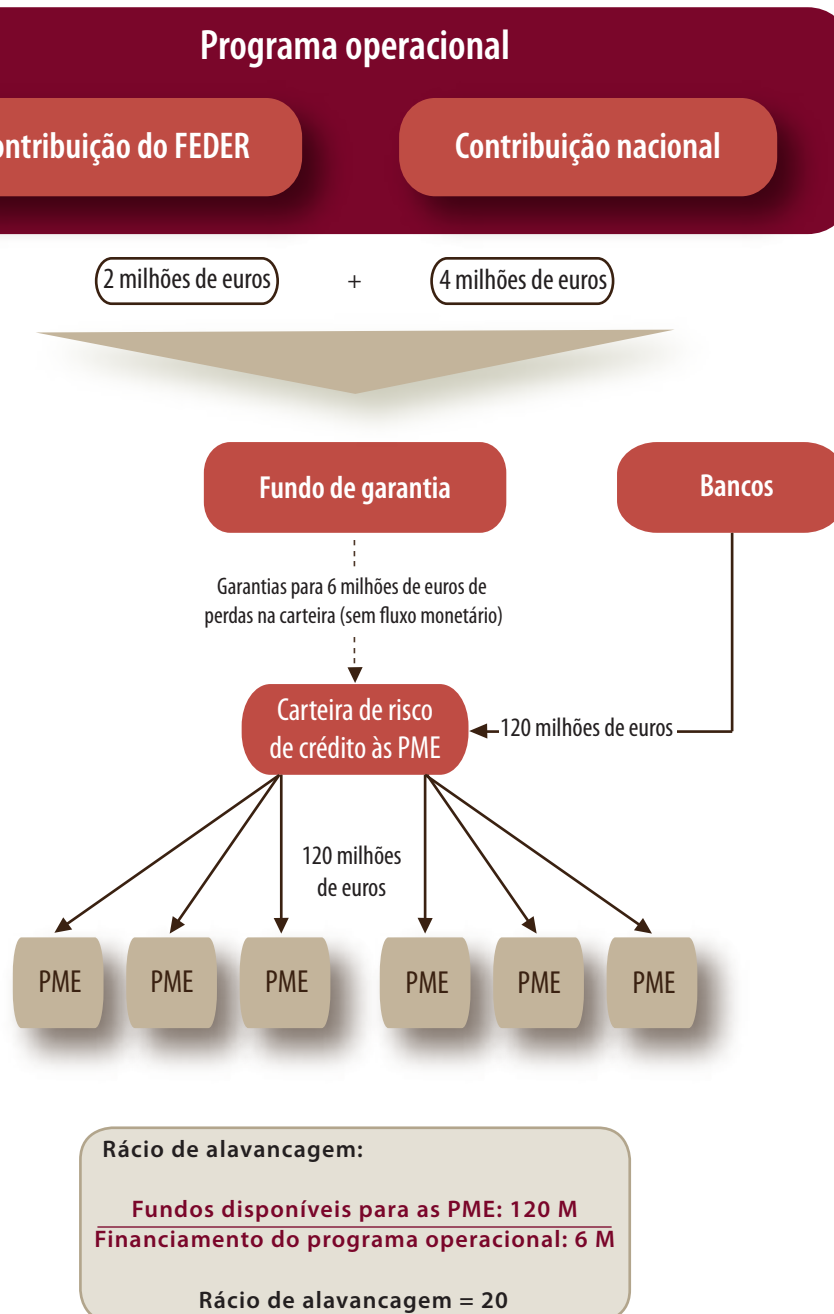 Programa operacional
ontribuição do FEDER
Contribuição nacional
2 milhões de euros
+
4 milhões de euros
Fundo de garantia
Bancos
Garantias para 6 milhões de euros de
perdas na carteira (sem fluxo monetário)
Carteira de risco
de crédito às PME
120 milhões de euros
120 milhões
de euros
PME
PME
PME
PME
PME
PME
Rácio de alavancagem:
Fundos disponíveis para as PME: 120 M
Financiamento do programa operacional: 6 M
Rácio de alavancagem = 20